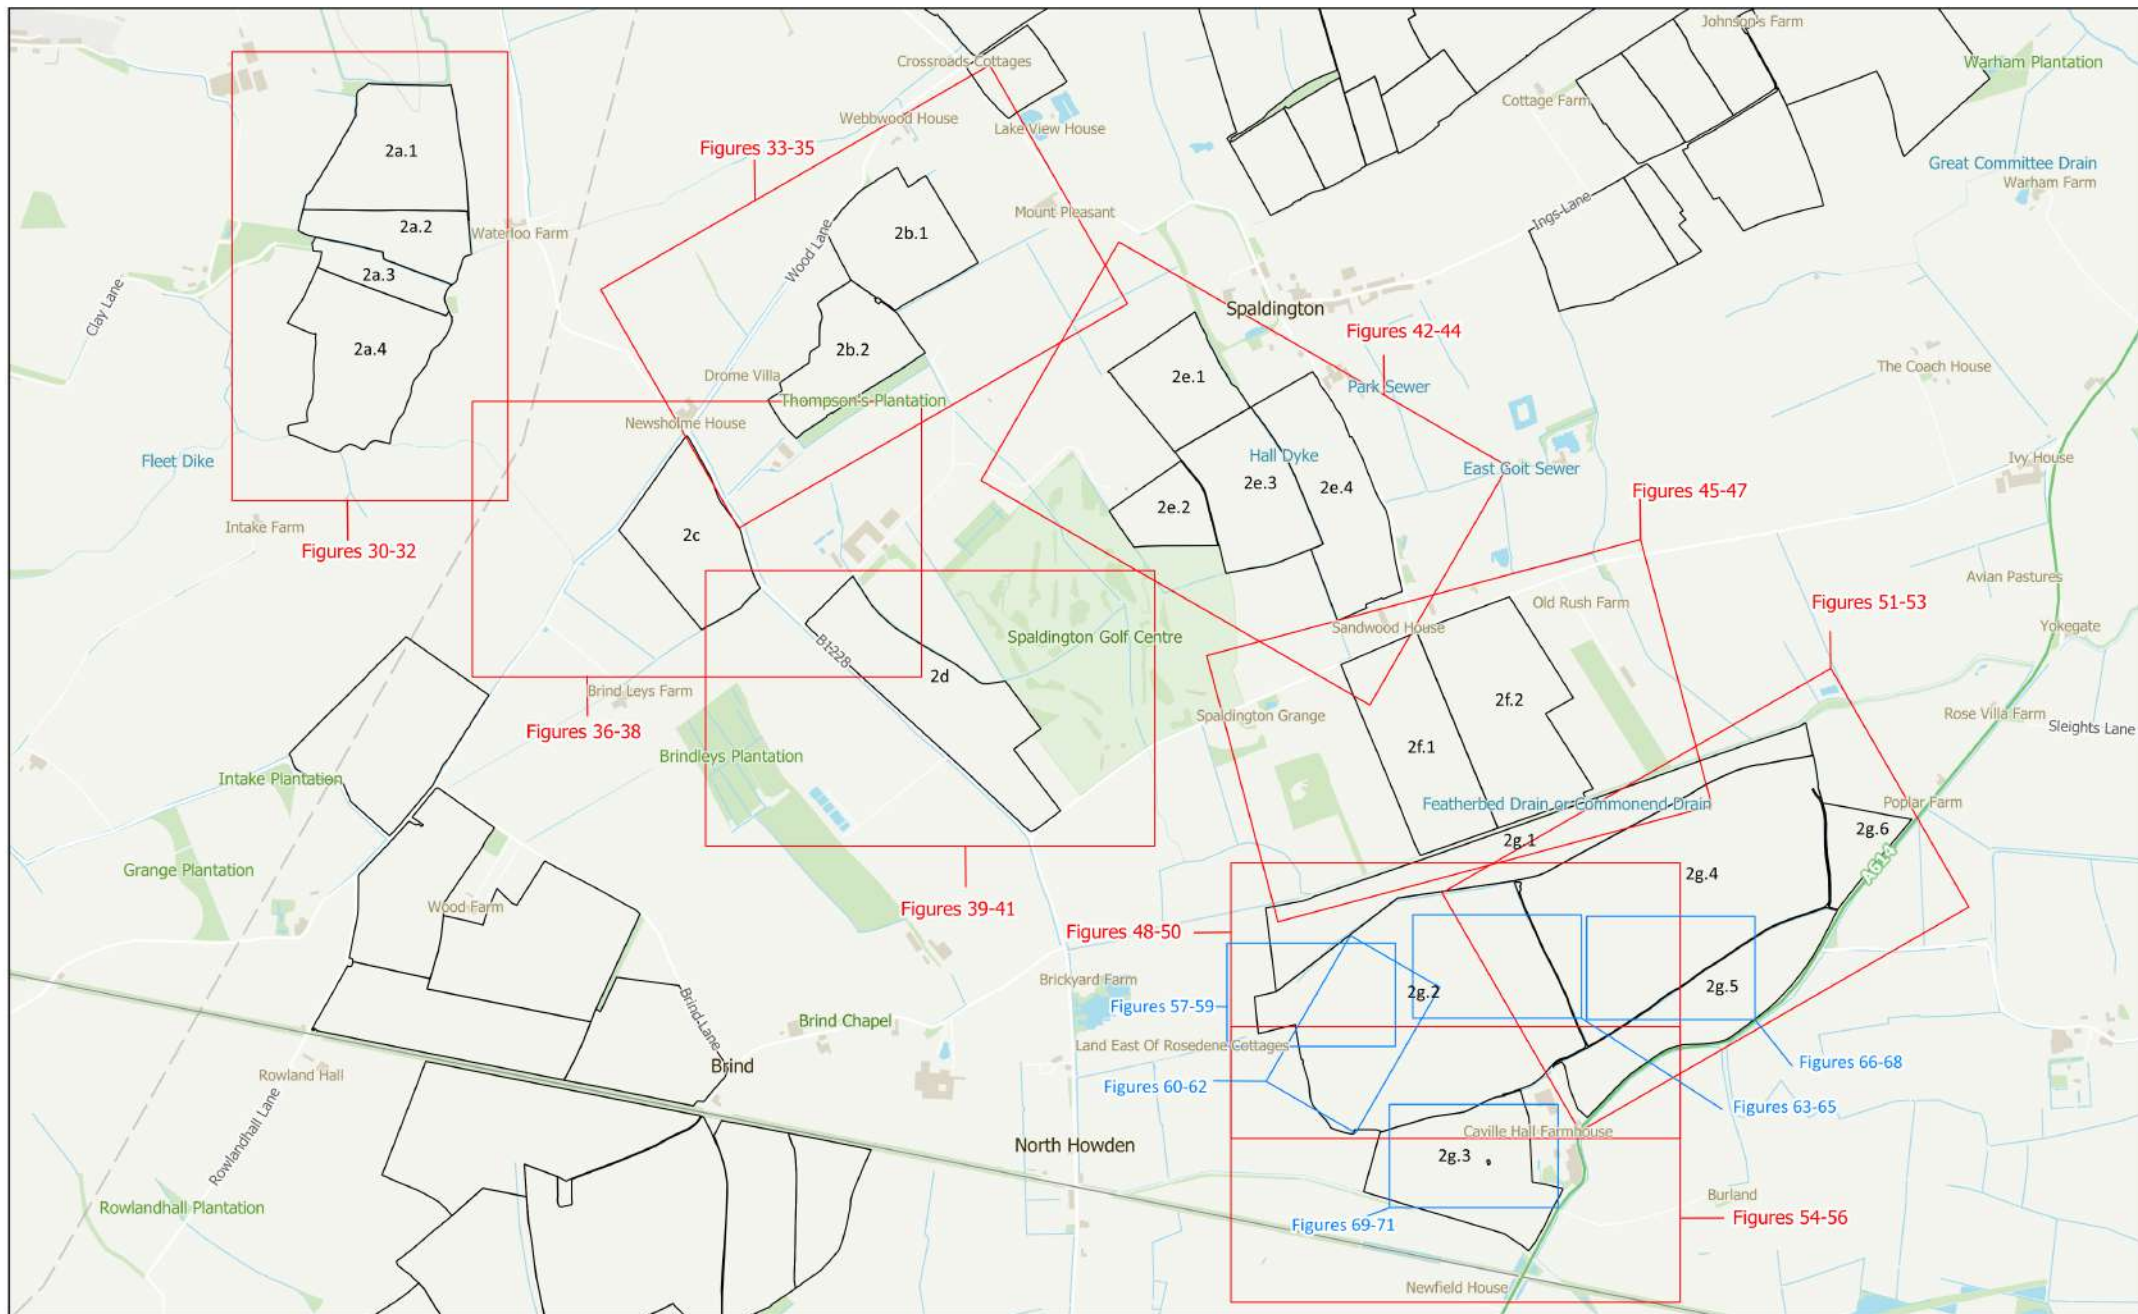 Johnson's Farm
Crossroads Cottages
Warham Plantation
Cottage Farm
Webbwood House
Lake View House
Figures 33-35
2a.1
Great Committee Drain
Warham Farm
Mount Pleasant
Ings Lane
2a.2
Waterloo Farm
2b.1
Wood Lane
2a.3
Clay Lane
Spaldington
Figures 42-44
2a.4
2b.2
2e.1
The Coach House
Drome Villa
Park Sewer
Thompson's Plantation
Newsholme House
Fleet Dike
Hall Dyke
East Goit Sewer
Ivy House
2e.3
2e.4
Figures 45-47
2e.2
Intake Farm
2c
Figures 30-32
Avian Pastures
Old Rush Farm
Figures 51-53
Sandwood House
Yokegate
Spaldington Golf Centre
B1228
2d
Brind Leys Farm
2f.2
Spaldington Grange
Rose Villa Farm
Sleights Lane
Figures 36-38
2f.1
Brindleys Plantation
Intake Plantation
Featherbed Drain or Commonend Drain
Poplar Farm
2g.1
2g.6
A614
Grange Plantation
2g.4
Wood Farm
Figures 39-41
Figures 48-50
Brickyard Farm
2g.2
2g.5
Figures 57-59
Brind Lane
Brind Chapel
Land East Of Rosedene Cottages
Brind
Figures 66-68
Rowland Hall
Figures 60-62
Figures 63-65
Rowlandhall Lane
Caville Hall Farmhouse
North Howden
2g.3
Burland
Rowlandhall Plantation
Figures 69-71
Figures 54-56
Newfield House